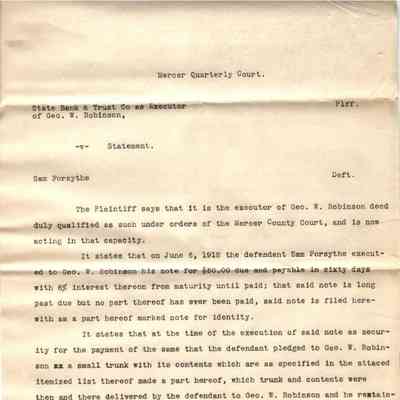 Mercer Quarterly Court.
State Bank & Trust Co as Executor Plff.
of Geo. W. Robinson,
-v- Statement.
Sam Forsythe Deft.
The Plaintiff says that it is the executor of Geo. W. Robinson decd
duly qualified as such under orders of the Mercer County Court, and is now
acting in that capacity.
It states that on June 6, 1918 the defendent Sam Forsythe execut-
ed to Geo. W. Robinson his note for $60.00 due and payable in sixty days
with 6% interest thereon from maturity until paid; that said note is long
past due but no part thereof has ever been paid, said note is filed here-
with as a part hereof marked note for identity.
It states that at the time of the execution of said note as secur-
ity for the payment of the same that the defendant pledged to Geo. W. Robin-
son a small trunk with its contents which are as specified in the attaced
itemized list thereof made a part hereof, which trunk and contents were
then and there delivered by the defendant to Geo. W. Robinson and he remtain-